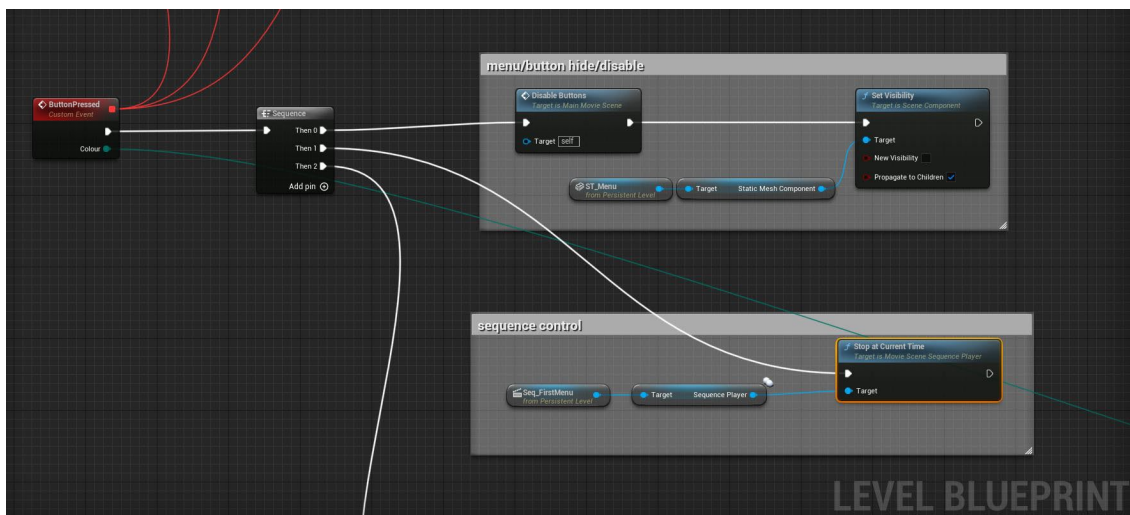 menu/button hide/disable
ButtonPressed
Custom Event
Colour
Sequence
Then 0
Then 1
Then 2
Add pin
Disable Buttons
Target is Main Movie Scene
Target self
Set Visibility
Target is Scene Component
Target
New Visibility
Propagate to Children
ST_Menu
from Persistent Level
Target Static Mesh Component
sequence control
Stop at Current Time
Target is Movie Scene Sequence Player
Target
Seq_FirstMenu
from Persistent Level
Target Sequence Player
LEVEL BLUEPRINT